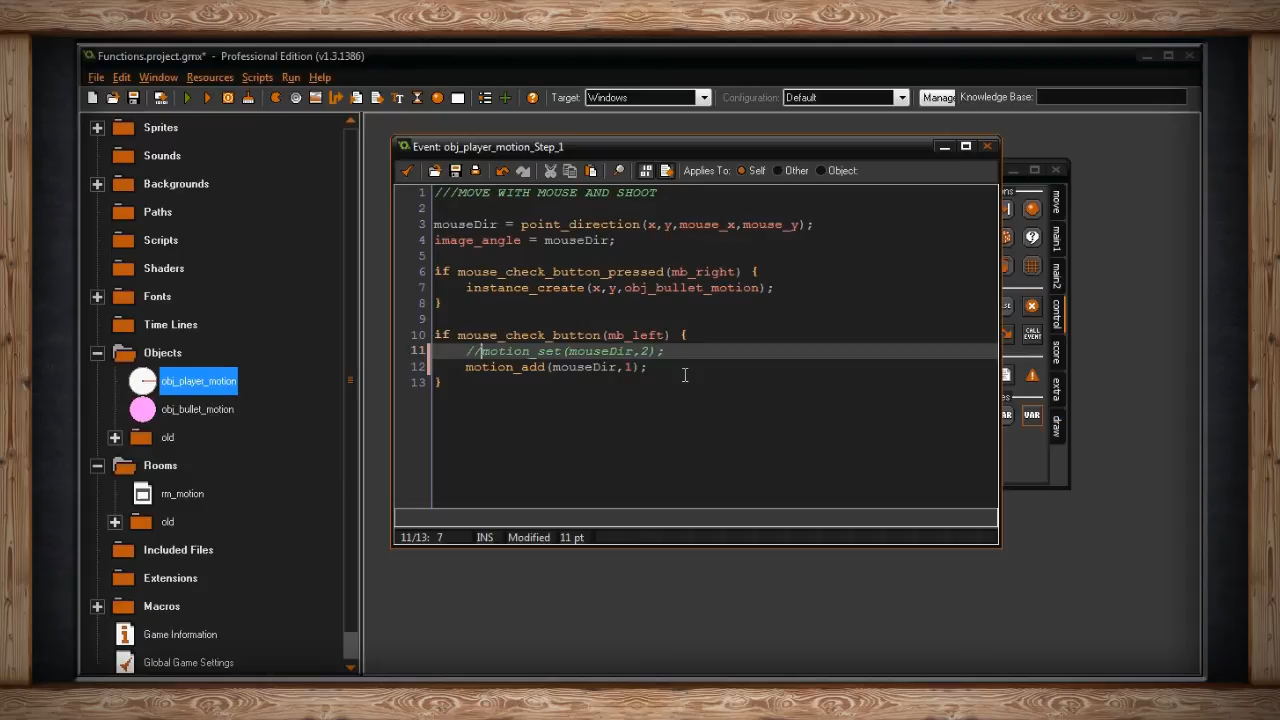 Functions.project.gmx* - Professional Edition (v1.3.1386)
File Edit Window Resources Scripts Run Help
Target: Windows Configuration: Default Manag Knowledge Base:
Sprites
Sounds
Backgrounds
Paths
Scripts
Shaders
Fonts
Time Lines
Objects
obj_player_motion
obj_bullet_motion
old
Rooms
rm_motion
old
Included Files
Extensions
Macros
Game Information
Global Game Settings
Event: obj_player_motion_Step_1
Applies To: Self Other Object:
1 ///MOVE WITH MOUSE AND SHOOT
2
3 mouseDir = point_direction(x,y,mouse_x,mouse_y);
4 image_angle = mouseDir;
5
6 if mouse_check_button_pressed(mb_right) {
7 instance_create(x,y,obj_bullet_motion);
8 }
9
10 if mouse_check_button(mb_left) {
11 //motion_set(mouseDir,2);
12 motion_add(mouseDir,1);
13 }
11/13: 7 INS Modified 11 pt
move
main1
main2
control
score
extra
draw
CALL
EVENT
VAR